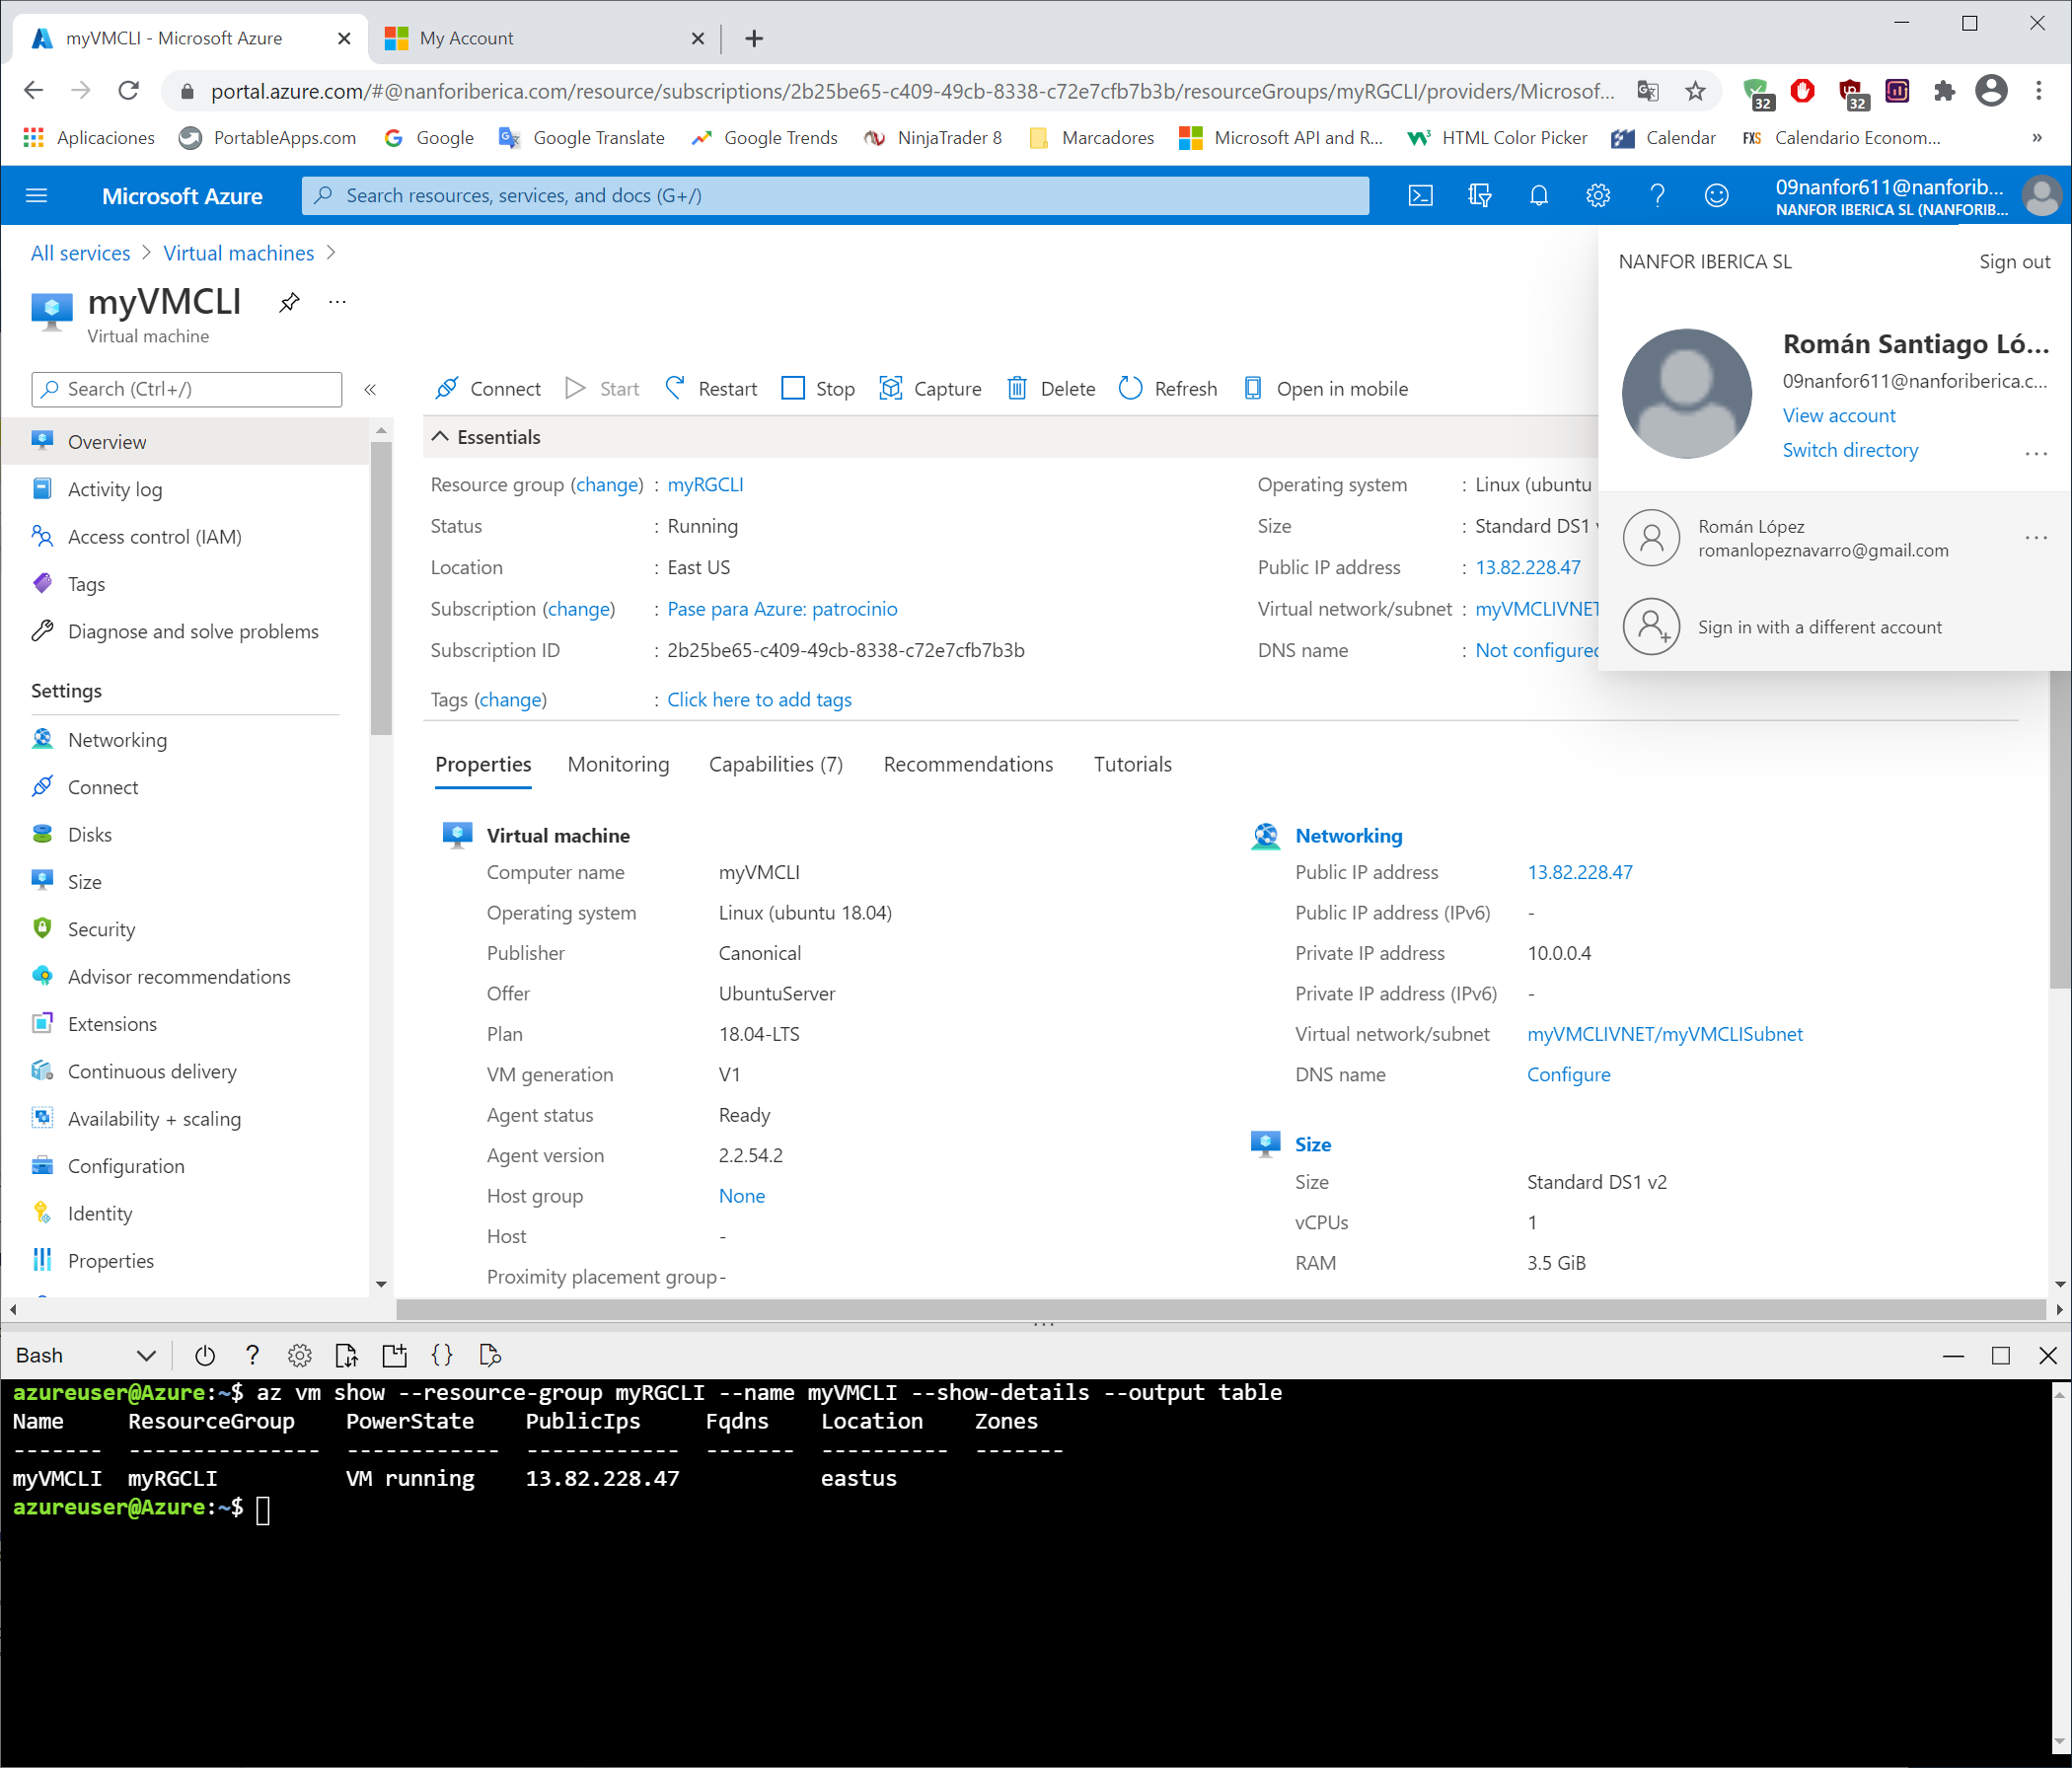 myVMCLI - Microsoft Azure
My Account
portal.azure.com/#@nanforiberica.com/resource/subscriptions/2b25be65-c409-49cb-8338-c72e7cfb7b3b/resourceGroups/myRGCLI/providers/Microsof...
32
32
Aplicaciones PortableApps.com Google Google Translate Google Trends NinjaTrader 8 Marcadores Microsoft API and R... HTML Color Picker Calendar FXS Calendario Econom... »
Microsoft Azure
Search resources, services, and docs (G+/)
09nanfor611@nanforib...
NANFOR IBERICA SL (NANFORIB...
All services > Virtual machines >
myVMCLI ...
Virtual machine
Search (Ctrl+/) «
Connect Start Restart Stop Capture Delete Refresh Open in mobile
NANFOR IBERICA SL Sign out
Román Santiago Ló...
09nanfor611@nanforiberica.c...
View account
Switch directory ...
Román López
romanlopeznavarro@gmail.com
...
Sign in with a different account
Overview
Activity log
Access control (IAM)
Tags
Diagnose and solve problems
Settings
Networking
Connect
Disks
Size
Security
Advisor recommendations
Extensions
Continuous delivery
Availability + scaling
Configuration
Identity
Properties
Essentials
Resource group (change) : myRGCLI
Status : Running
Location : East US
Subscription (change) : Pase para Azure: patrocinio
Subscription ID : 2b25be65-c409-49cb-8338-c72e7cfb7b3b
Tags (change) : Click here to add tags
Operating system : Linux (ubuntu
Size : Standard DS1 v
Public IP address : 13.82.228.47
Virtual network/subnet : myVMCLIVNET
DNS name : Not configured
Properties Monitoring Capabilities (7) Recommendations Tutorials
Virtual machine
Computer name myVMCLI
Operating system Linux (ubuntu 18.04)
Publisher Canonical
Offer UbuntuServer
Plan 18.04-LTS
VM generation V1
Agent status Ready
Agent version 2.2.54.2
Host group None
Host -
Proximity placement group -
Networking
Public IP address 13.82.228.47
Public IP address (IPv6) -
Private IP address 10.0.0.4
Private IP address (IPv6) -
Virtual network/subnet myVMCLIVNET/myVMCLISubnet
DNS name Configure
Size
Size Standard DS1 v2
vCPUs 1
RAM 3.5 GiB
Bash
azureuser@Azure:~$ az vm show --resource-group myRGCLI --name myVMCLI --show-details --output table
Name ResourceGroup PowerState PublicIps Fqdns Location Zones
------- --------------- ------------ ------------ ------- ---------- -------
myVMCLI myRGCLI VM running 13.82.228.47 eastus
azureuser@Azure:~$